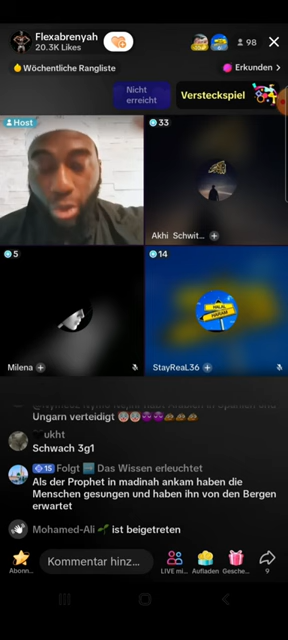 Flexabrenyah
20.3K Likes
98
Wöchentliche Rangliste
Erkunden >
Nicht erreicht
Versteckspiel
Host
33
Akhi Schwit...
5
Milena
14
HALAL
HARAM
StayReaL36
Ungarn verteidigt
ukht
Schwach 3g1
15 Folgt Das Wissen erleuchtet
Als der Prophet in madinah ankam haben die
Menschen gesungen und haben ihn von den Bergen
erwartet
Mohamed-Ali ist beigetreten
Abonn...
Kommentar hinz...
LIVE mi...
Aufladen
Gesche...
9